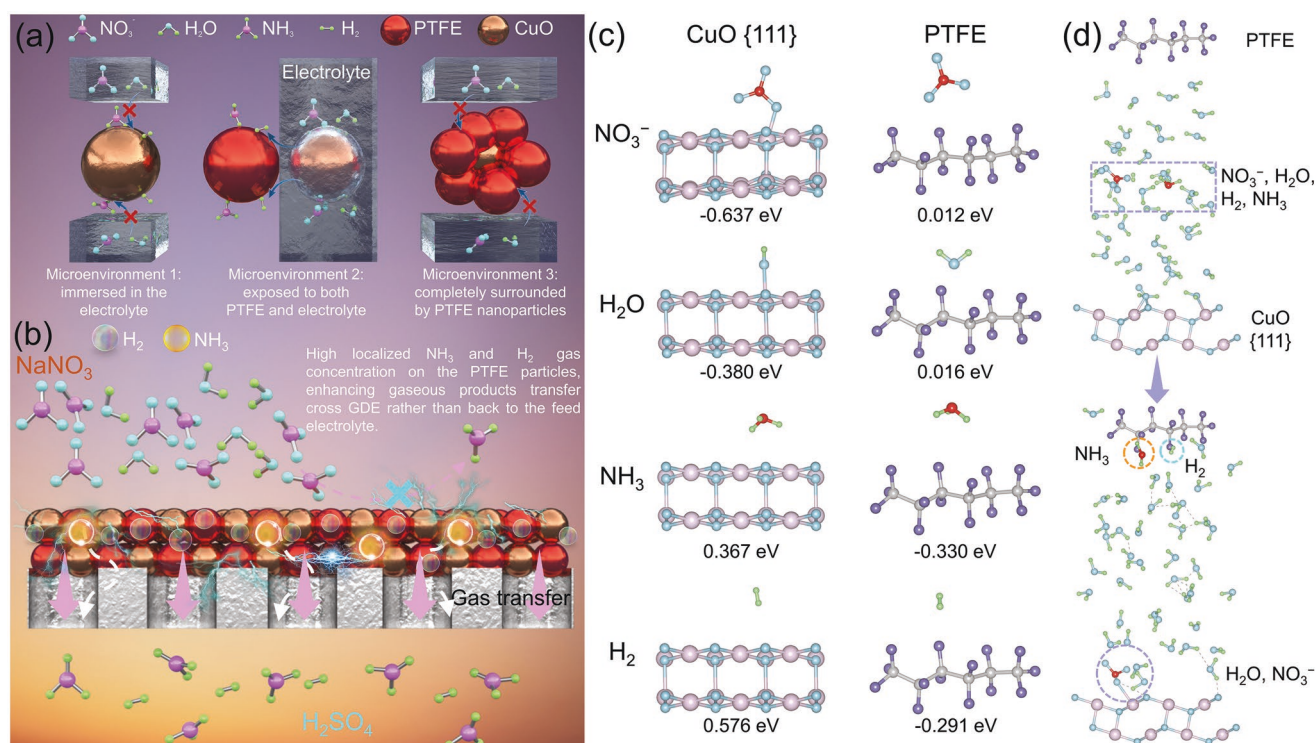 (a)
NO₃⁻
H₂O
NH₃
H₂
PTFE
CuO
Electrolyte
Microenvironment 1:
immersed in the
electrolyte
Microenvironment 2:
exposed to both
PTFE and electrolyte
Microenvironment 3:
completely surrounded
by PTFE nanoparticles
(b)
H₂
NH₃
NaNO₃
High localized NH₃ and H₂ gas
concentration on the PTFE particles,
enhancing gaseous products transfer
cross GDE rather than back to the feed
electrolyte.
Gas transfer
H₂SO₄
(c)
CuO {111}
PTFE
NO₃⁻
-0.637 eV
0.012 eV
H₂O
-0.380 eV
0.016 eV
NH₃
0.367 eV
-0.330 eV
H₂
0.576 eV
-0.291 eV
(d)
PTFE
NO₃⁻, H₂O,
H₂, NH₃
CuO
{111}
NH₃
H₂
H₂O, NO₃⁻